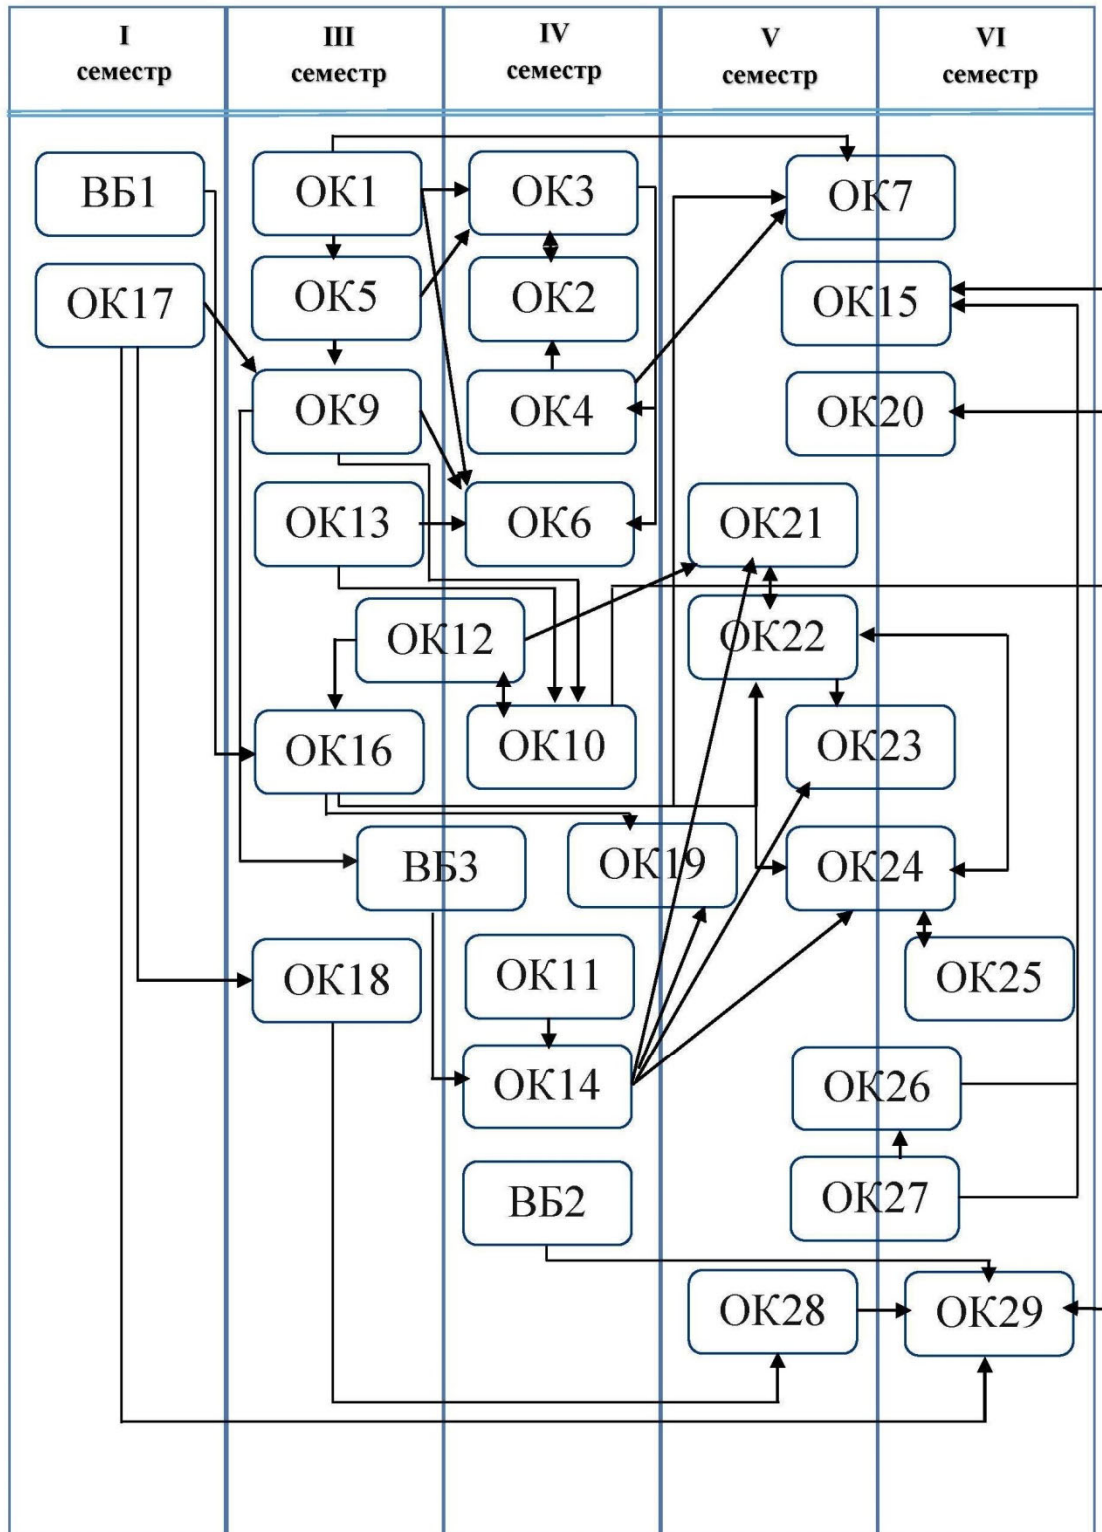 I
семестр
III
семестр
IV
семестр
V
семестр
VI
семестр
ВБ1
ОК1
ОК3
ОК7
ОК17
ОК5
ОК2
ОК15
ОК9
ОК4
ОК20
ОК13
ОК6
ОК21
ОК12
ОК22
ОК16
ОК10
ОК23
ВБ3
ОК19
ОК24
ОК18
ОК11
ОК25
ОК14
ОК26
ВБ2
ОК27
ОК28
ОК29